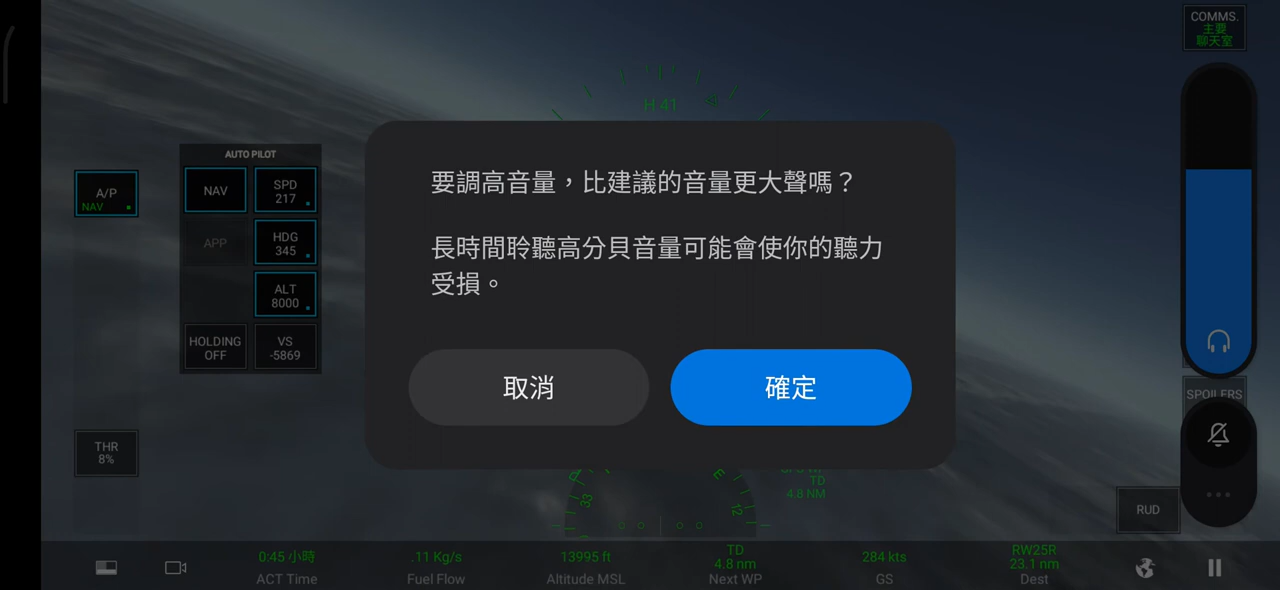 COMMS.
主要
聊天室
H 41
AUTO PILOT
A/P
NAV
NAV
SPD
217
APP
HDG
345
ALT
8000
HOLDING
OFF
VS
-5869
要調高音量，比建議的音量更大聲嗎？
長時間聆聽高分貝音量可能會使你的聽力
受損。
取消
確定
SPOILERS
THR
8%
33
E
12
TD
4.8 NM
RUD
0:45 小時
ACT Time
.11 Kg/s
Fuel Flow
13995 ft
Altitude MSL
TD
4.8 nm
Next WP
284 kts
GS
RW25R
23.1 nm
Dest